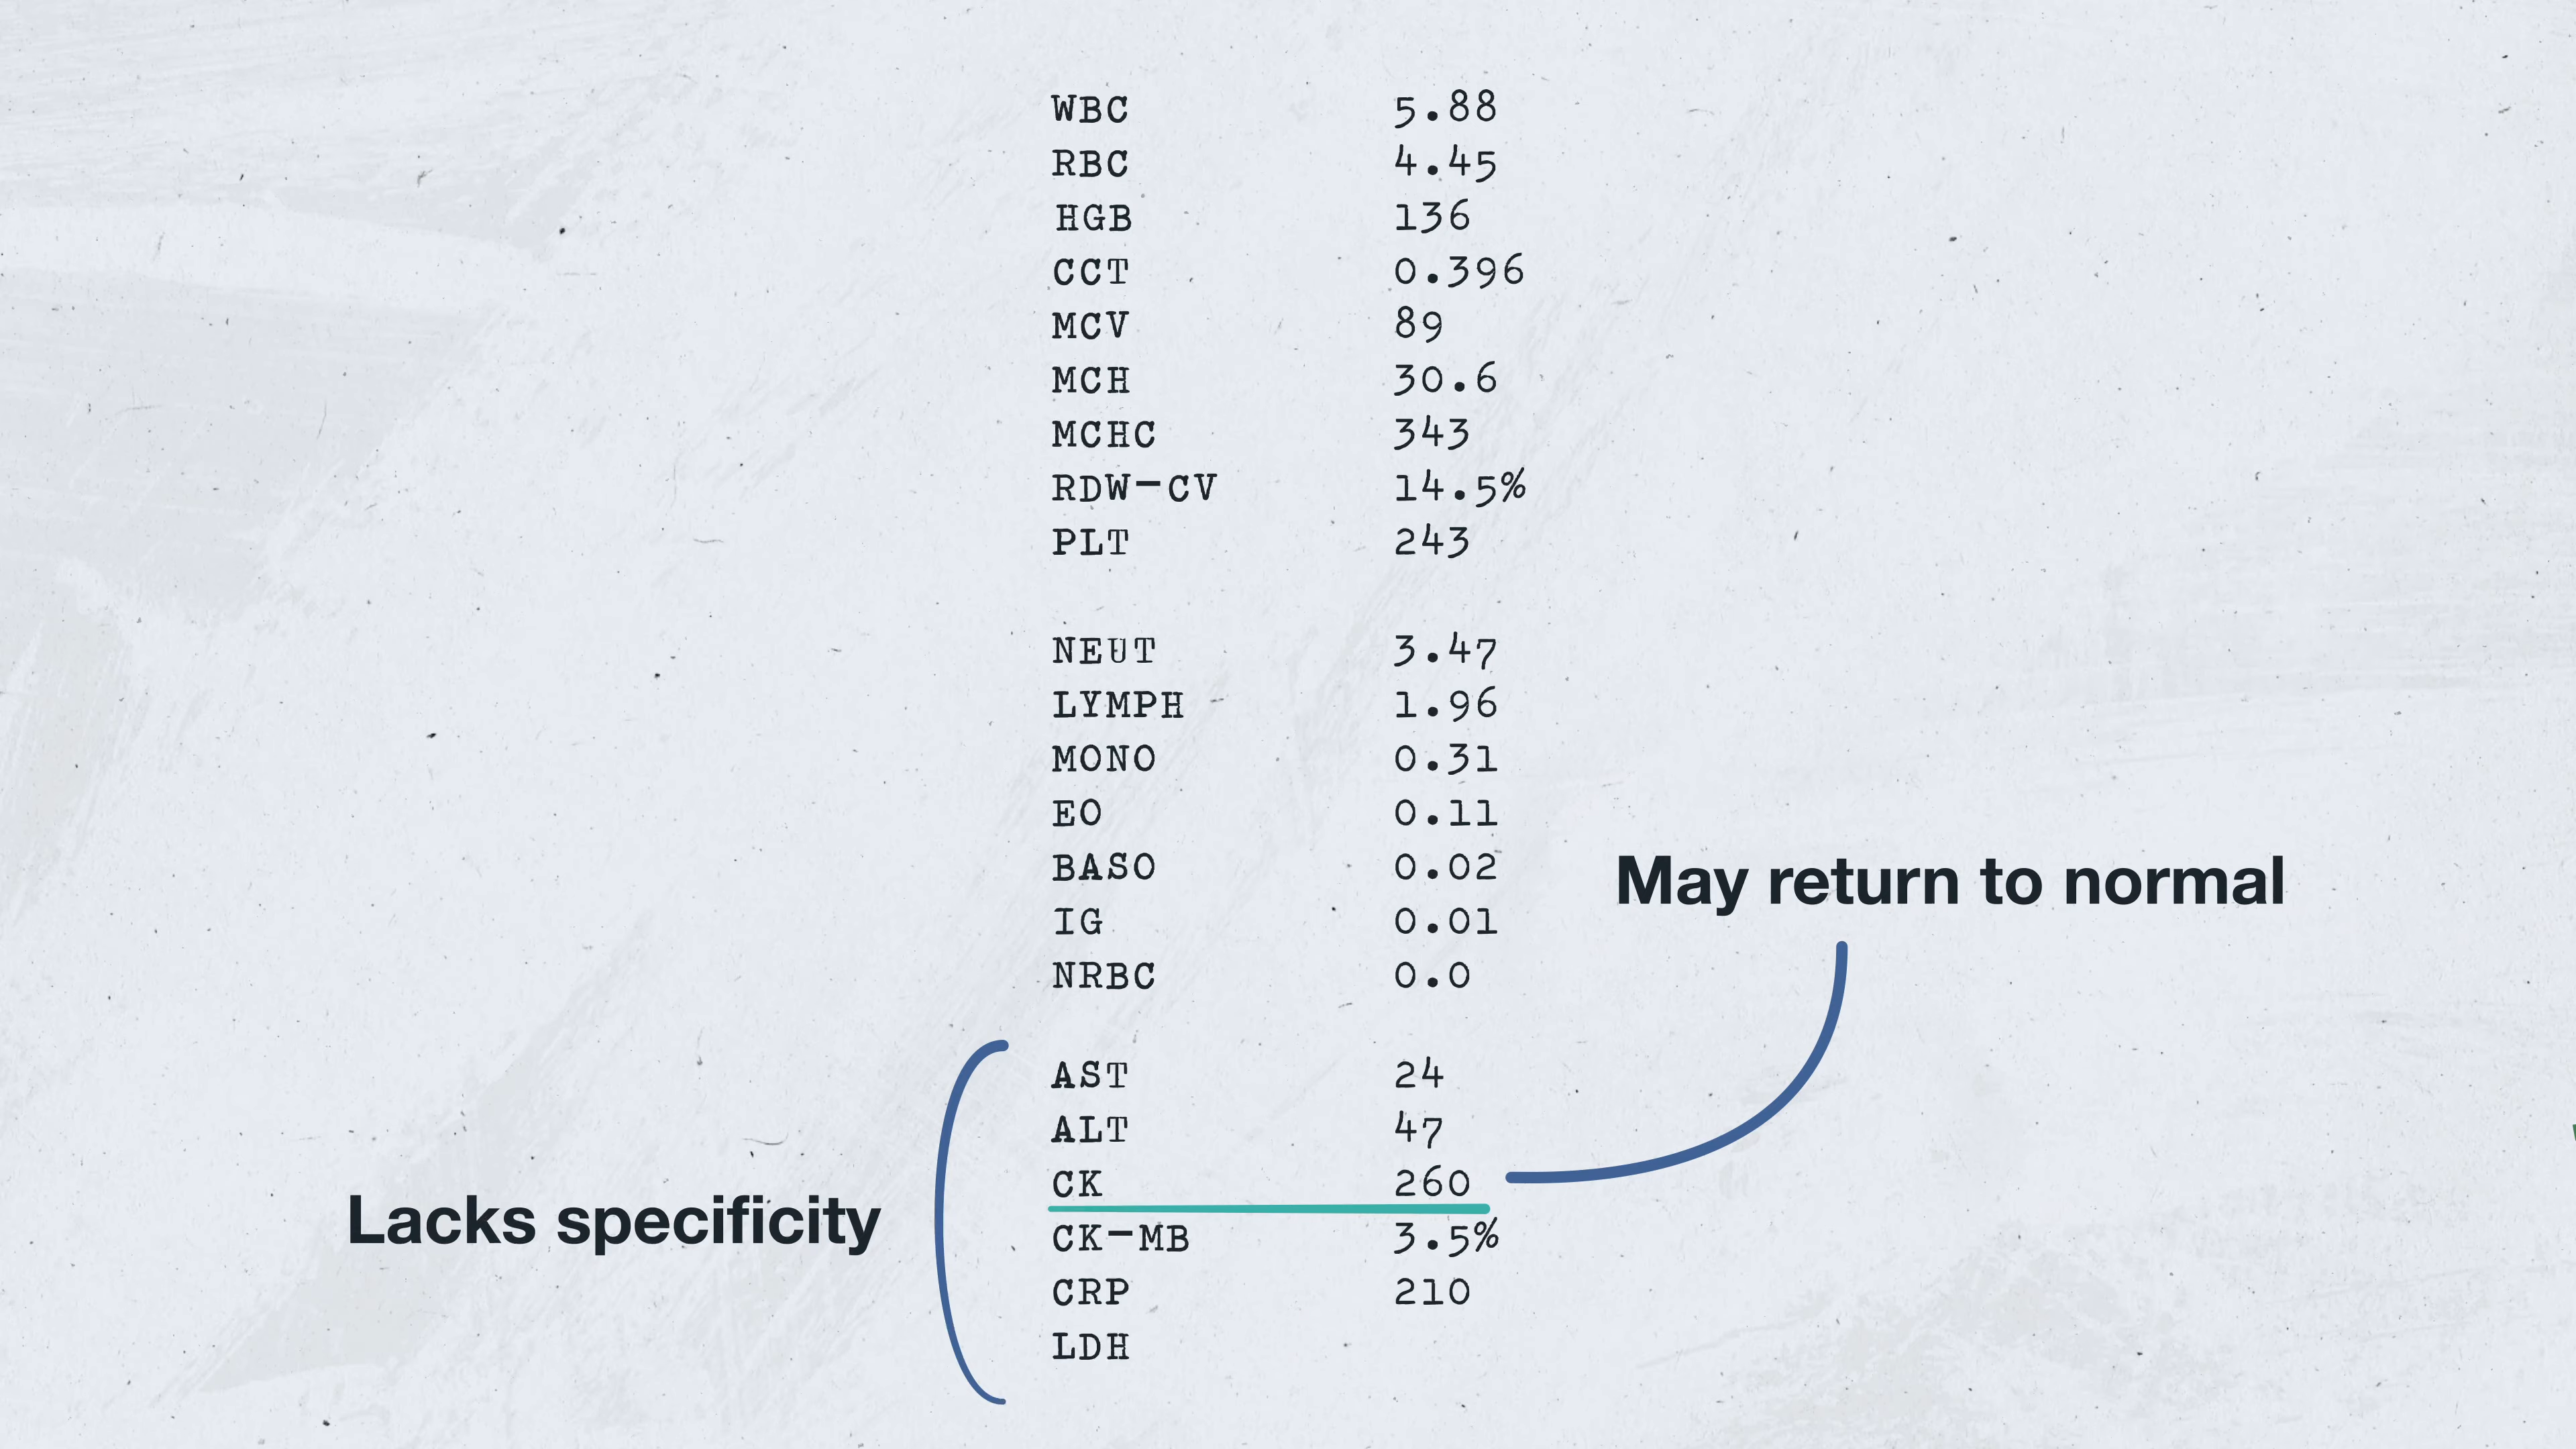 WBC 5.88
RBC 4.45
HGB 136
CCT 0.396
MCV 89
MCH 30.6
MCHC 343
RDW-CV 14.5%
PLT 243
NEUT 3.47
LYMPH 1.96
MONO 0.31
EO 0.11
BASO 0.02
IG 0.01
NRBC 0.0
May return to normal
AST 24
ALT 47
CK 260
CK-MB 3.5%
CRP 210
LDH
Lacks specificity